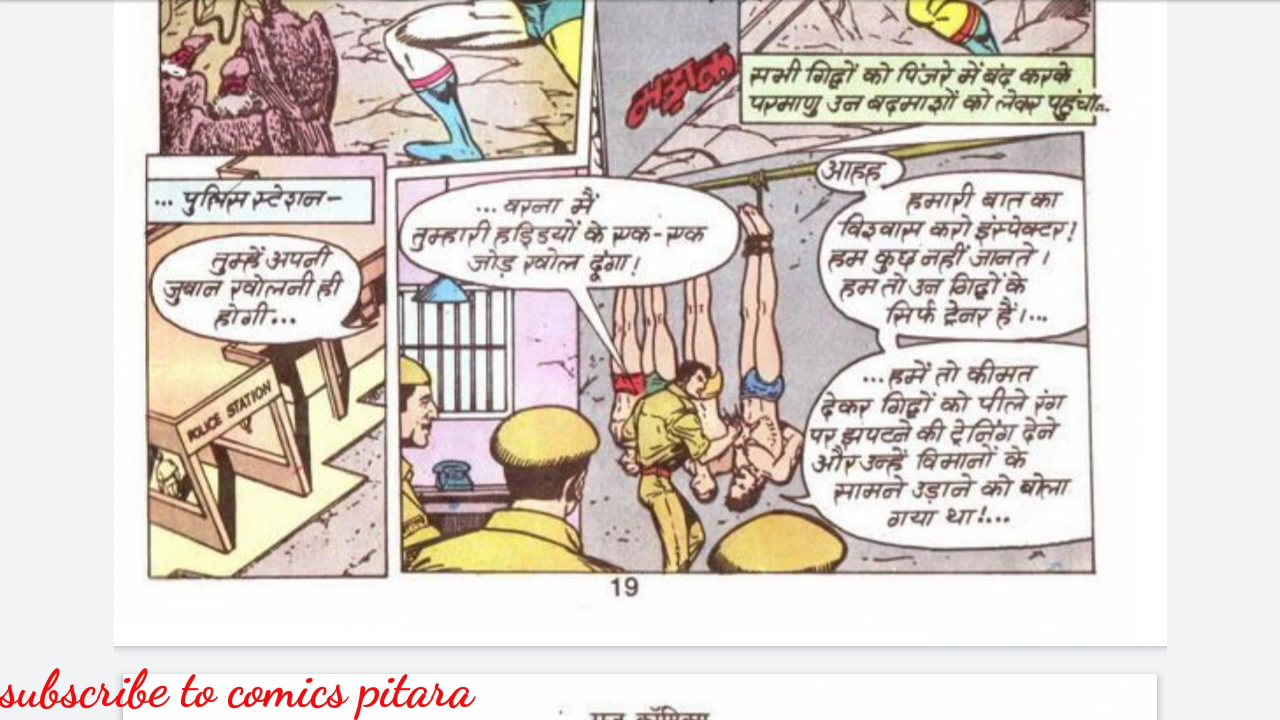 भड़ाक
सभी गिद्धों को पिंजरे में बंद करके
परमाणु उन बदमाशों को लेकर पहुंचा...
... पुलिस स्टेशन-
तुम्हें अपनी
जुबान खोलनी ही
होगी...
POLICE STATION
... वरना मैं
तुम्हारी हड्डियों के एक-एक
जोड़ खोल दूंगा!
आहह
हमारी बात का
विश्वास करो इंस्पेक्टर!
हम कुछ नहीं जानते।
हम तो उन गिद्धों के
सिर्फ ट्रेनर हैं।...
...हमें तो कीमत
देकर गिद्धों को पीले रंग
पर झपटने की ट्रेनिंग देने
और उन्हें विमानों के
सामने उड़ाने को बोला
गया था!...
19
subscribe to comics pitara
राज कॉमिक्स